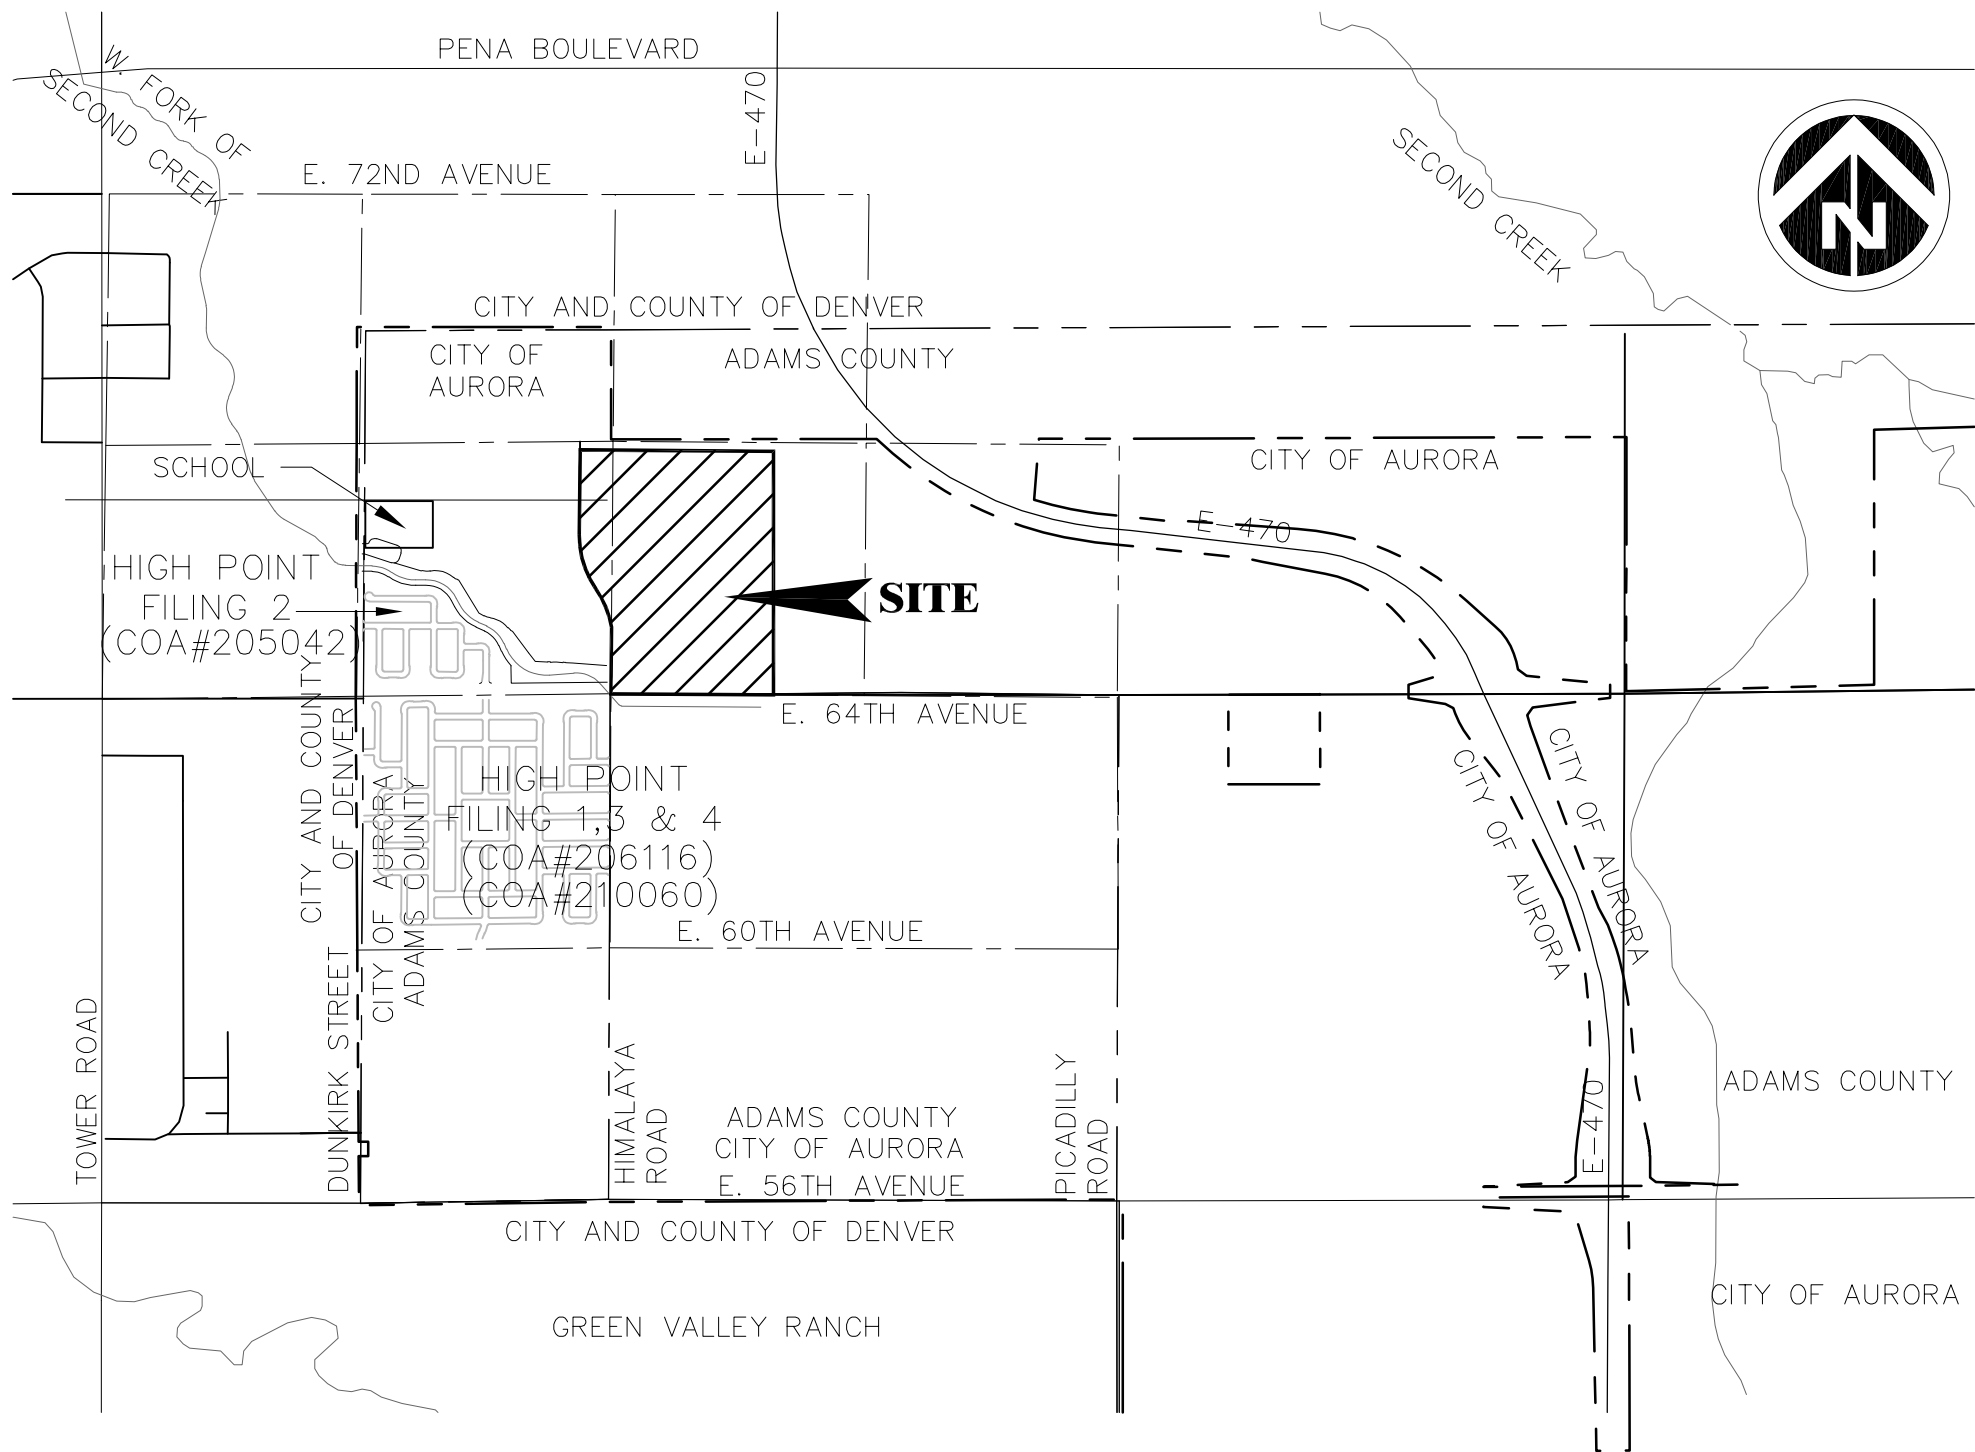 PENA BOULEVARD
E-470
W. FORK OF
SECOND CREEK
SECOND CREEK
N
E. 72ND AVENUE
CITY AND COUNTY OF DENVER
CITY OF
AURORA
ADAMS COUNTY
CITY OF AURORA
SCHOOL
E-470
HIGH POINT
FILING 2
(COA#205042)
SITE
E. 64TH AVENUE
CITY AND COUNTY
OF DENVER
CITY OF AURORA
ADAMS COUNTY
HIGH POINT
FILING 1,3 & 4
(COA#206116)
(COA#210060)
CITY OF AURORA
CITY OF AURORA
E. 60TH AVENUE
TOWER ROAD
DUNKIRK STREET
HIMALAYA
ROAD
PICADILLY
ROAD
E-470
ADAMS COUNTY
ADAMS COUNTY
CITY OF AURORA
E. 56TH AVENUE
CITY AND COUNTY OF DENVER
CITY OF AURORA
GREEN VALLEY RANCH